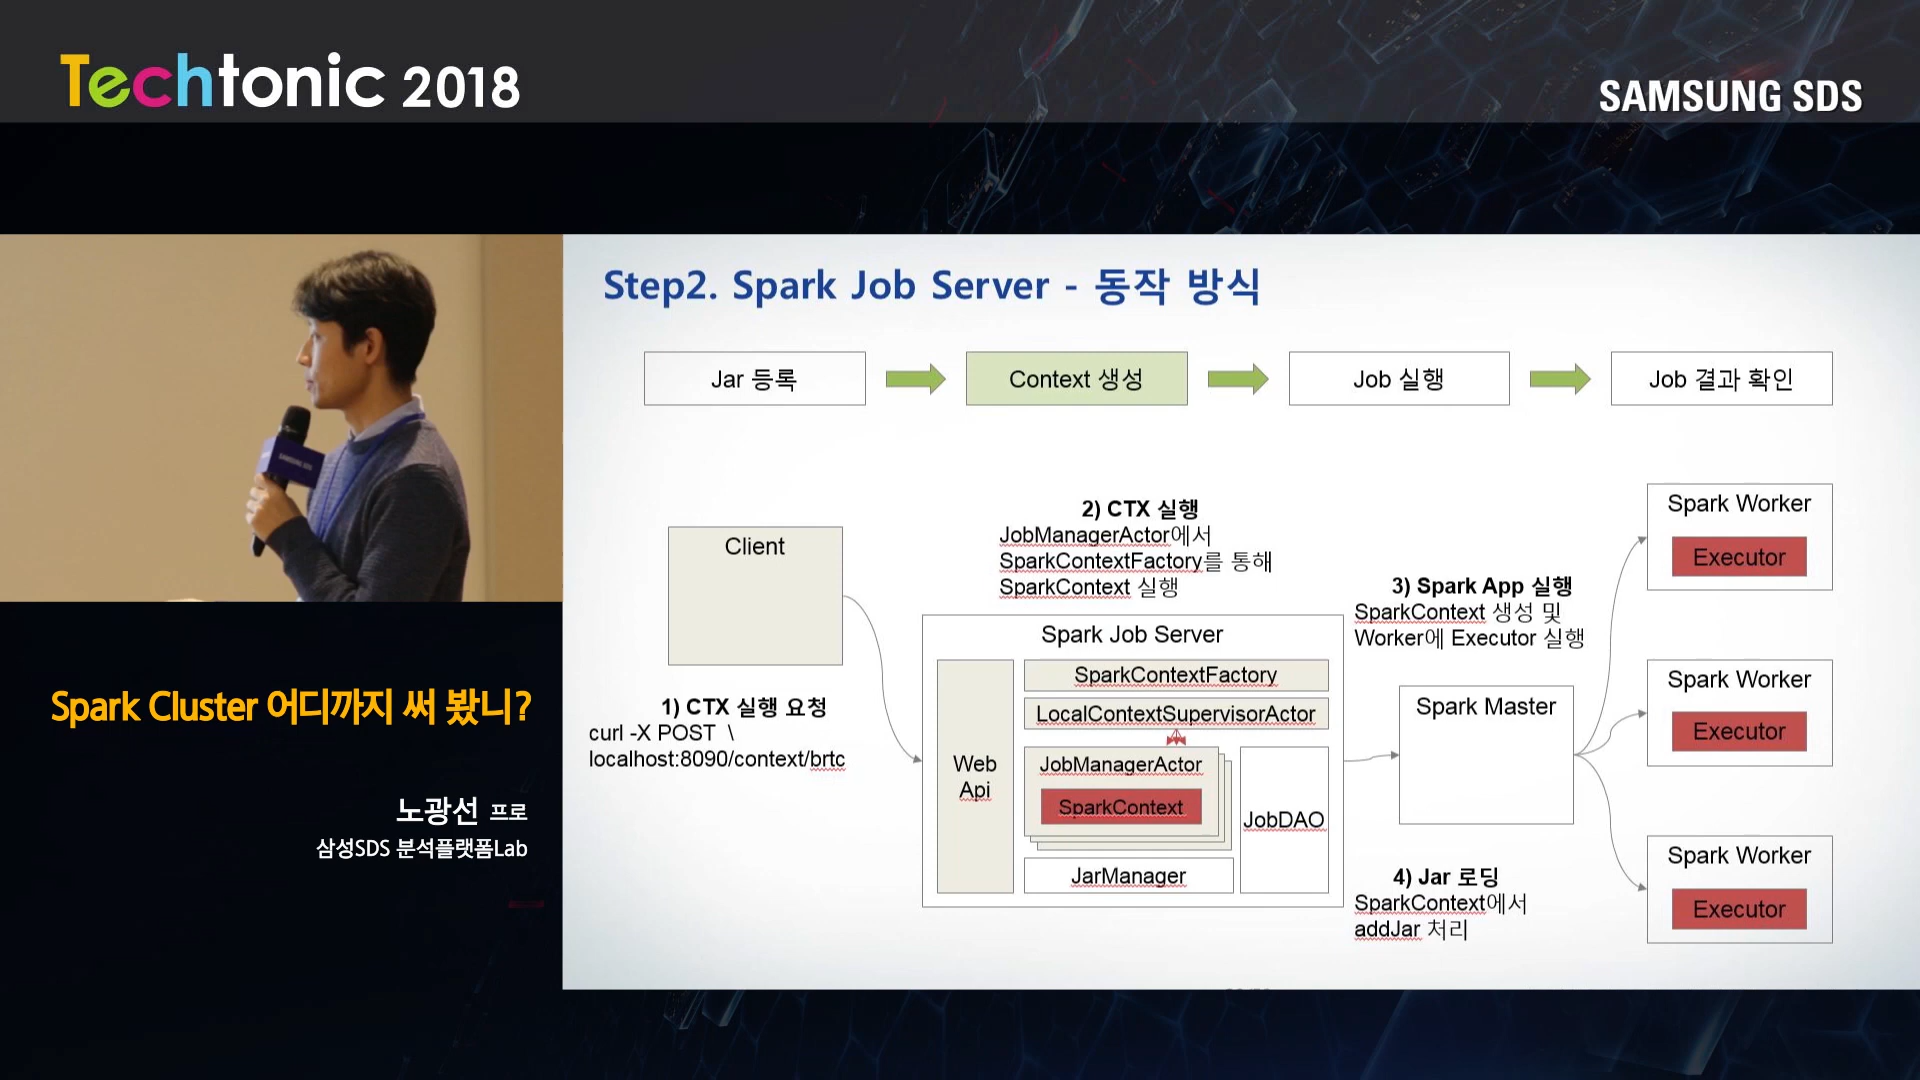 Techtonic 2018
SAMSUNG SDS
SAMSUNG SDS
Spark Cluster 어디까지 써 봤니?
노광선 프로
삼성SDS 분석플랫폼Lab
Step2. Spark Job Server - 동작 방식
Jar 등록
Context 생성
Job 실행
Job 결과 확인
Client
1) CTX 실행 요청
curl -X POST \
localhost:8090/context/brtc
2) CTX 실행
JobManagerActor에서
SparkContextFactory를 통해
SparkContext 실행
Spark Job Server
Web
Api
SparkContextFactory
LocalContextSupervisorActor
JobManagerActor
SparkContext
JarManager
JobDAO
3) Spark App 실행
SparkContext 생성 및
Worker에 Executor 실행
Spark Master
4) Jar 로딩
SparkContext에서
addJar 처리
Spark Worker
Executor
Spark Worker
Executor
Spark Worker
Executor